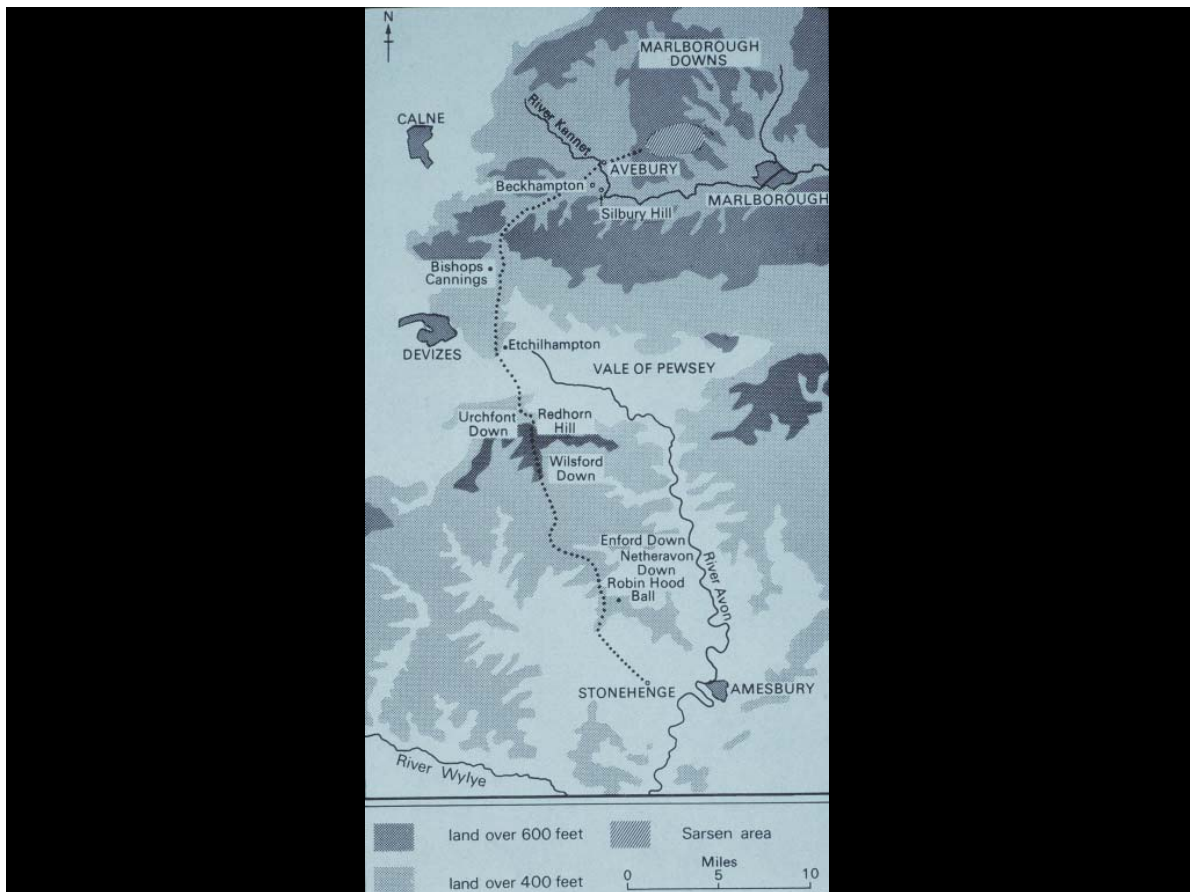 N
MARLBOROUGH
DOWNS
River Kennet
CALNE
AVEBURY
Beckhampton
MARLBOROUGH
Silbury Hill
Bishops
Cannings
DEVIZES
Etchilhampton
VALE OF PEWSEY
Urchfont
Down
Redhorn
Hill
Wilsford
Down
Enford Down
Netheravon
Down
Robin Hood
Ball
River Avon
STONEHENGE
AMESBURY
River Wylye
land over 600 feet
Sarsen area
land over 400 feet
Miles
0 5 10